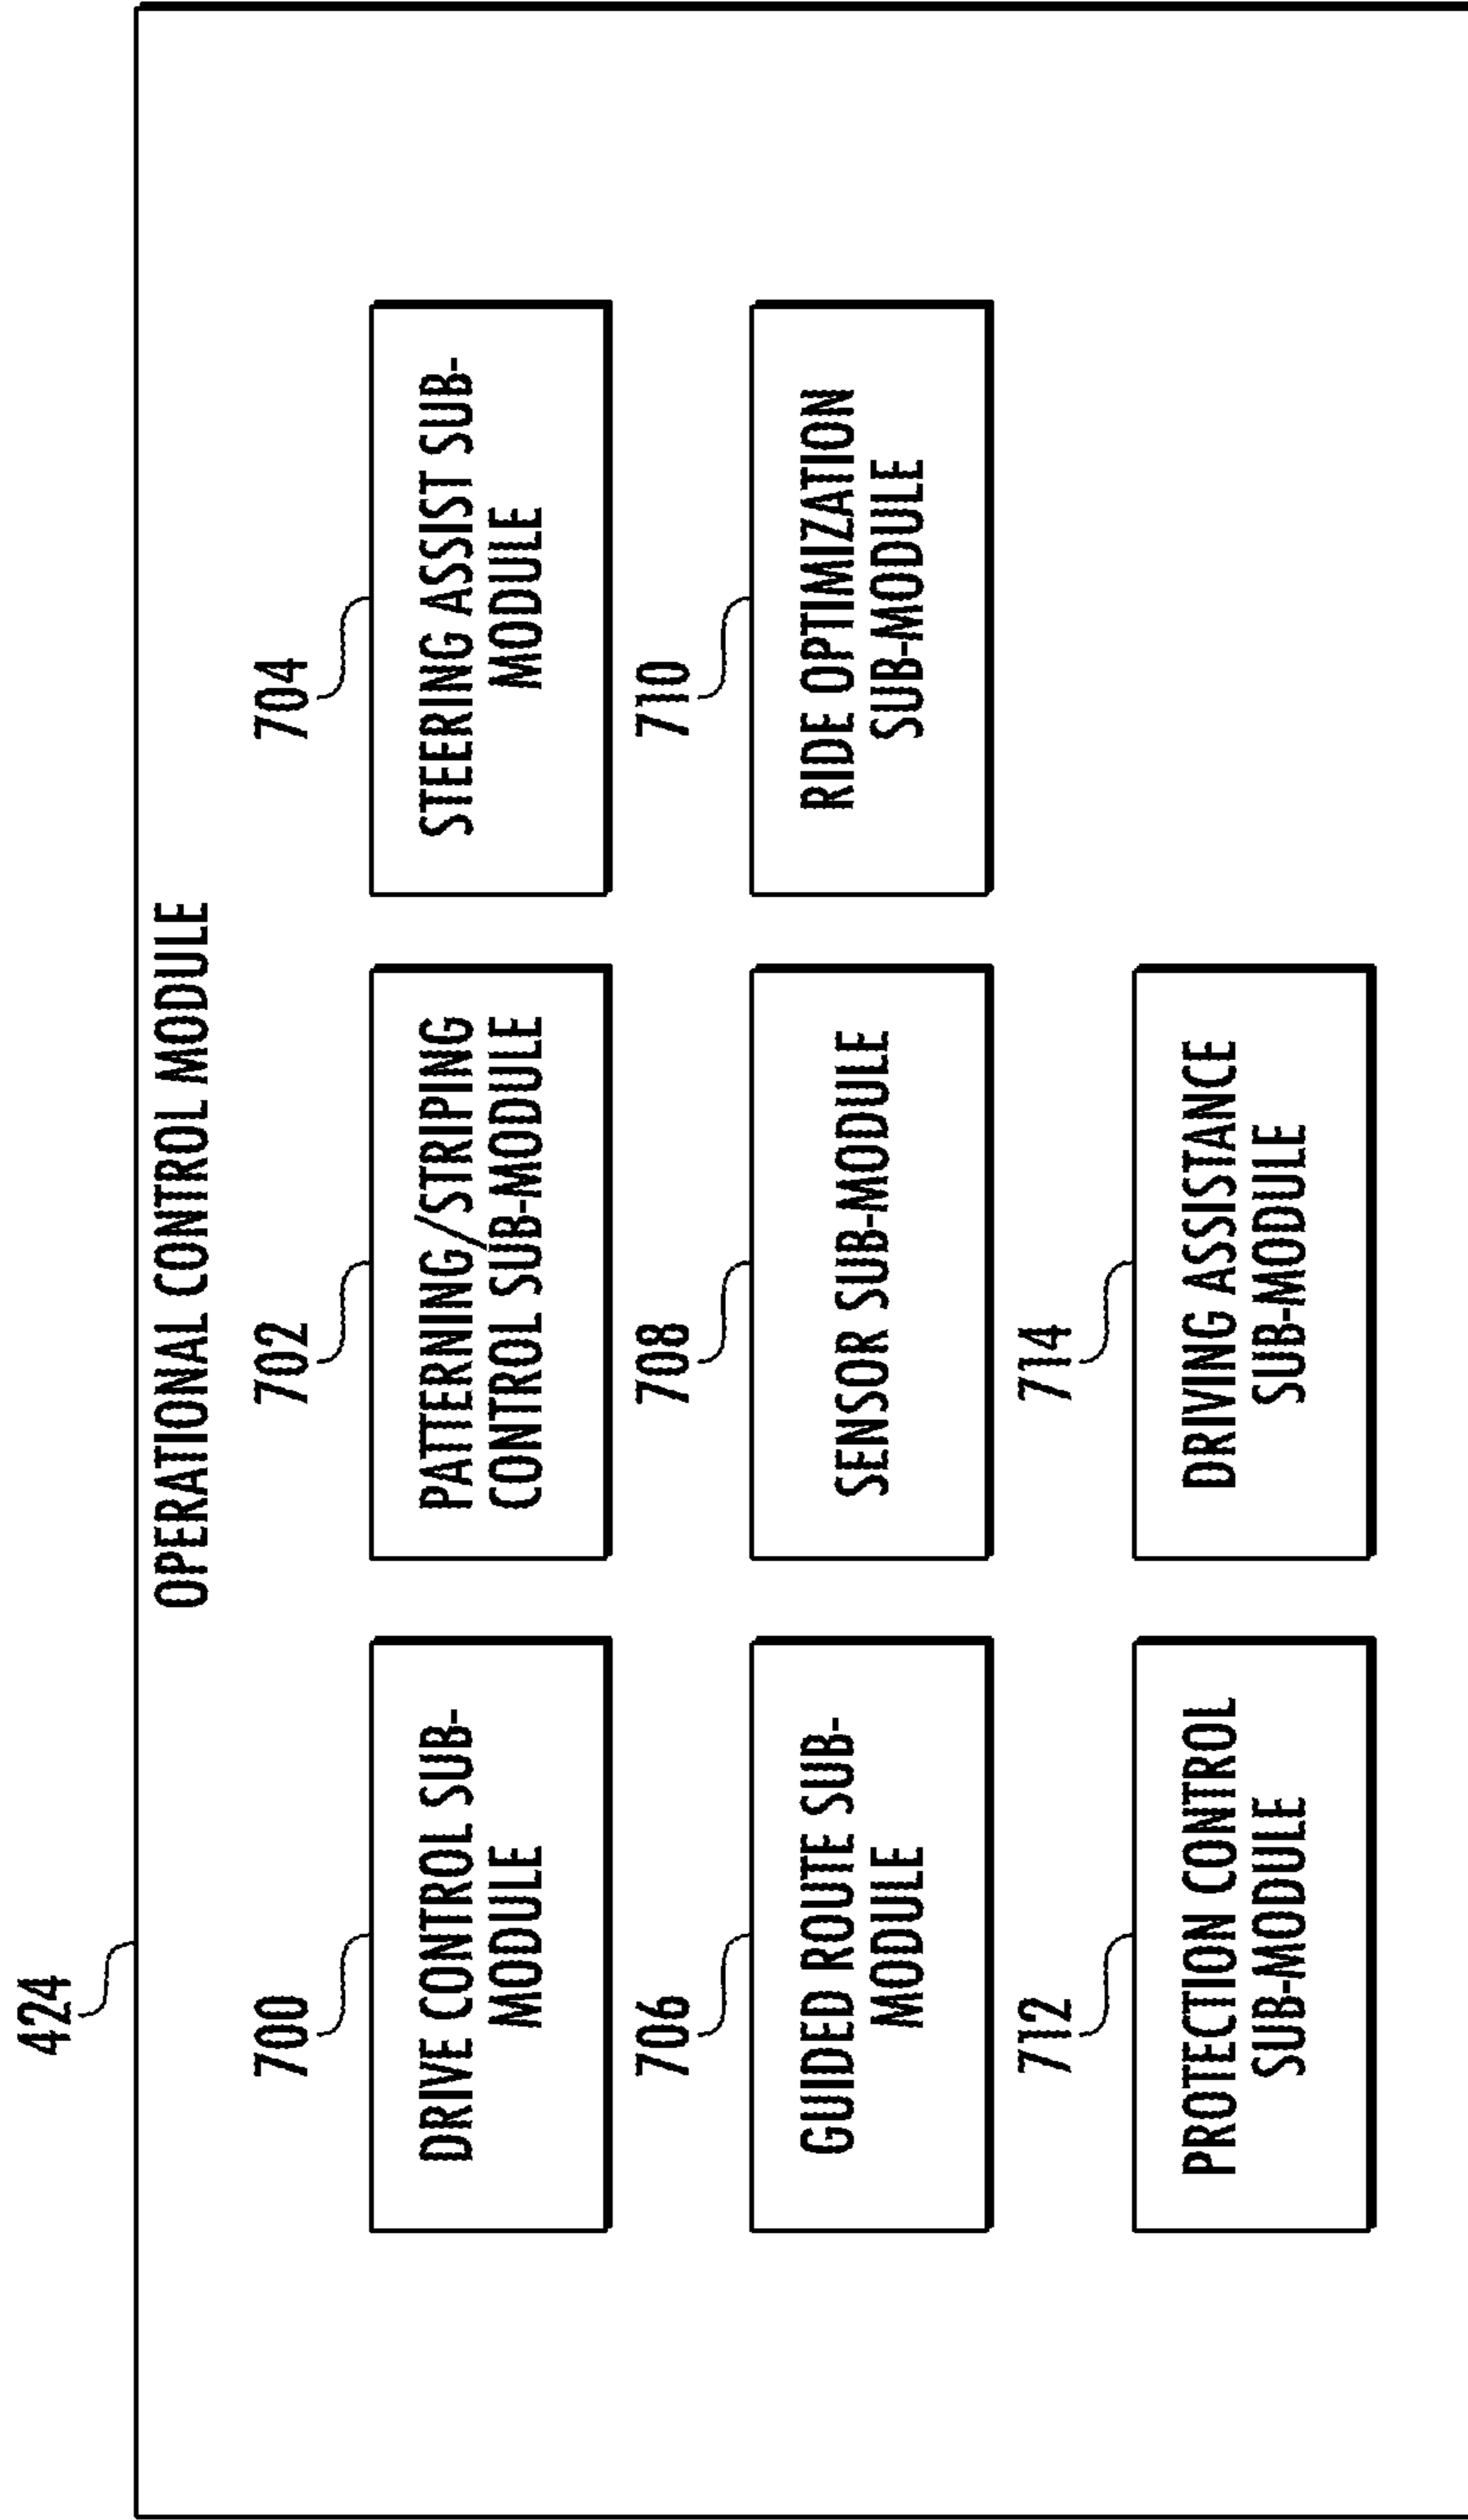 424
OPERATIONAL CONTROL MODULE
700
DRIVE CONTROL SUB-
MODULE
702
PATTERNING/STRIPING
CONTROL SUB-MODULE
704
STEERING ASSIST SUB-
MODULE
706
GUIDED ROUTE SUB-
MODULE
708
SENSOR SUB-MODULE
710
RIDE OPTIMIZATION
SUB-MODULE
712
PROTECTION CONTROL
SUB-MODULE
714
DRIVING ASSISTANCE
SUB-MODULE